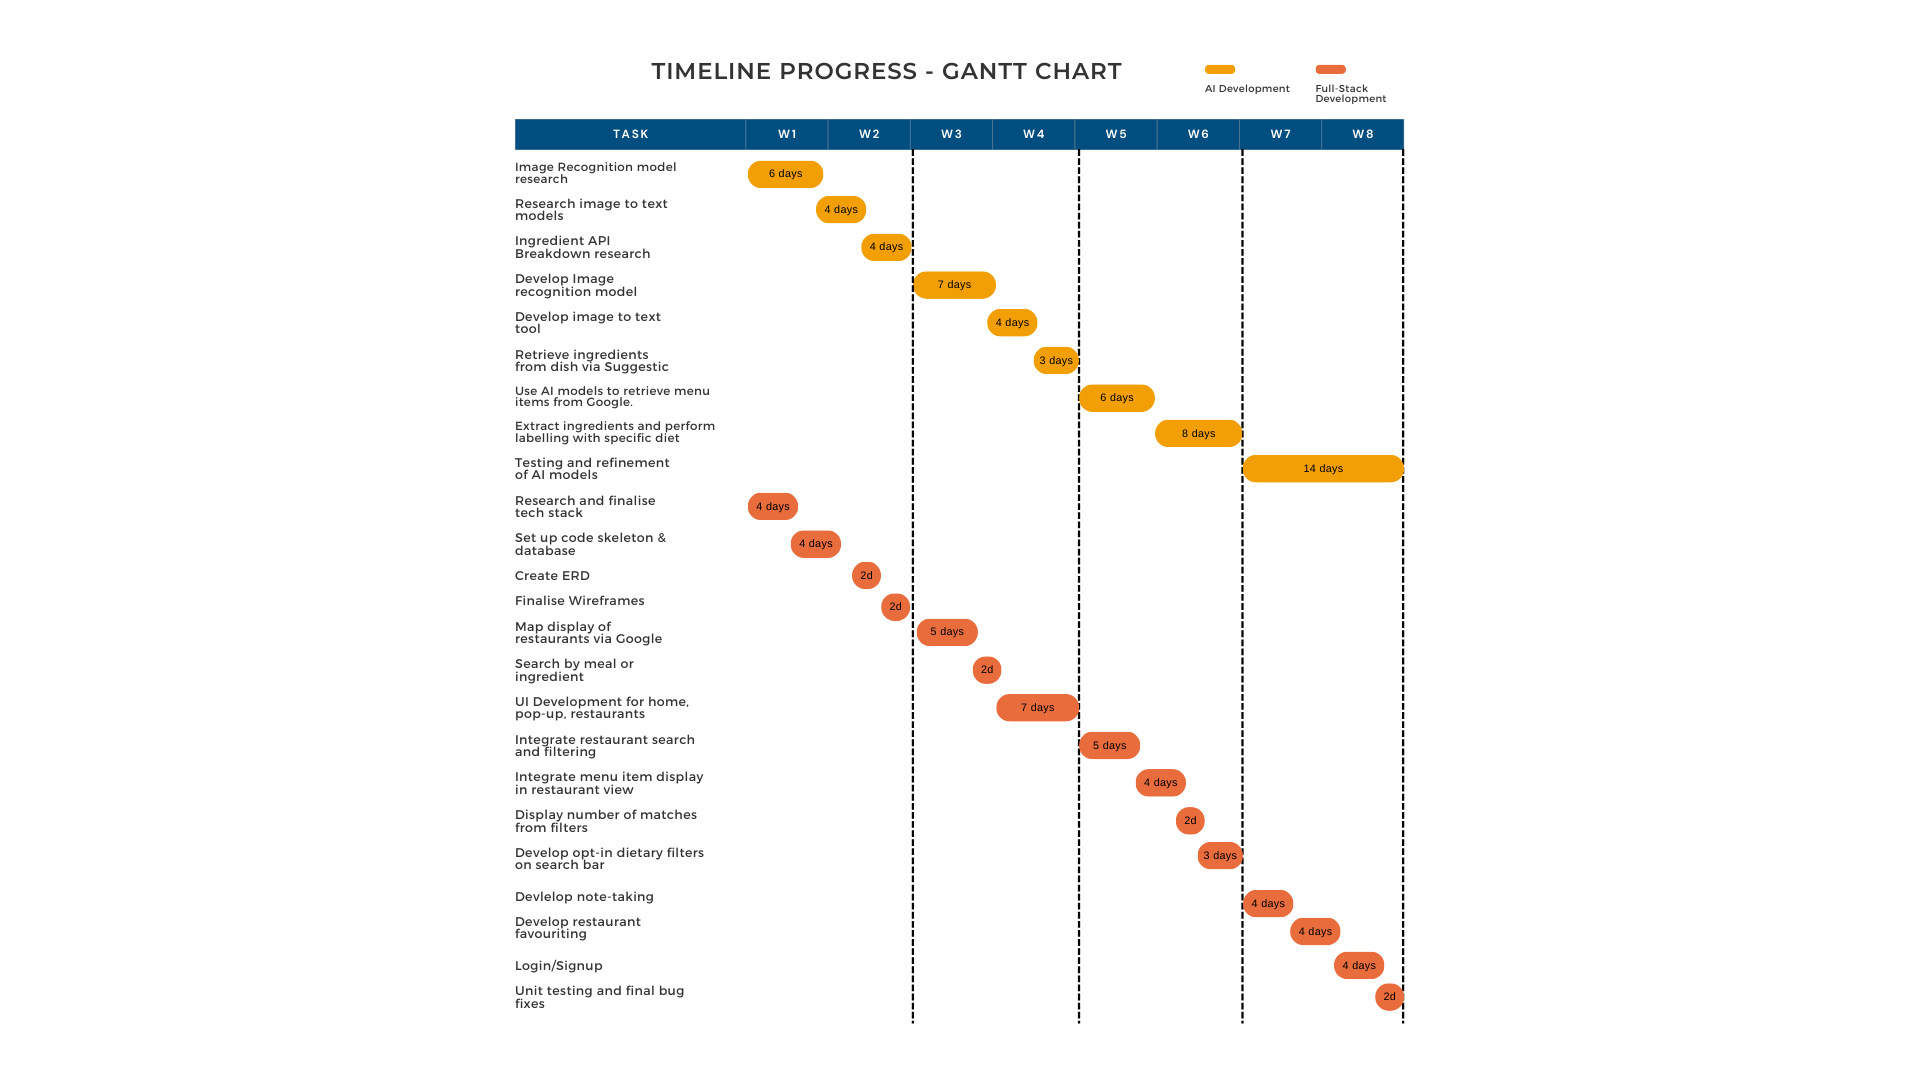 TIMELINE PROGRESS - GANTT CHART
AI Development
Full-Stack
Development
TASK W1 W2 W3 W4 W5 W6 W7 W8
Image Recognition model
research
6 days
Research image to text
models
4 days
Ingredient API
Breakdown research
4 days
Develop Image
recognition model
7 days
Develop image to text
tool
4 days
Retrieve ingredients
from dish via Suggestic
3 days
Use AI models to retrieve menu
items from Google.
6 days
Extract ingredients and perform
labelling with specific diet
8 days
Testing and refinement
of AI models
14 days
Research and finalise
tech stack
4 days
Set up code skeleton &
database
4 days
Create ERD
2d
Finalise Wireframes
2d
Map display of
restaurants via Google
5 days
Search by meal or
ingredient
2d
UI Development for home,
pop-up, restaurants
7 days
Integrate restaurant search
and filtering
5 days
Integrate menu item display
in restaurant view
4 days
Display number of matches
from filters
2d
Develop opt-in dietary filters
on search bar
3 days
Devlelop note-taking
4 days
Develop restaurant
favouriting
4 days
Login/Signup
4 days
Unit testing and final bug
fixes
2d